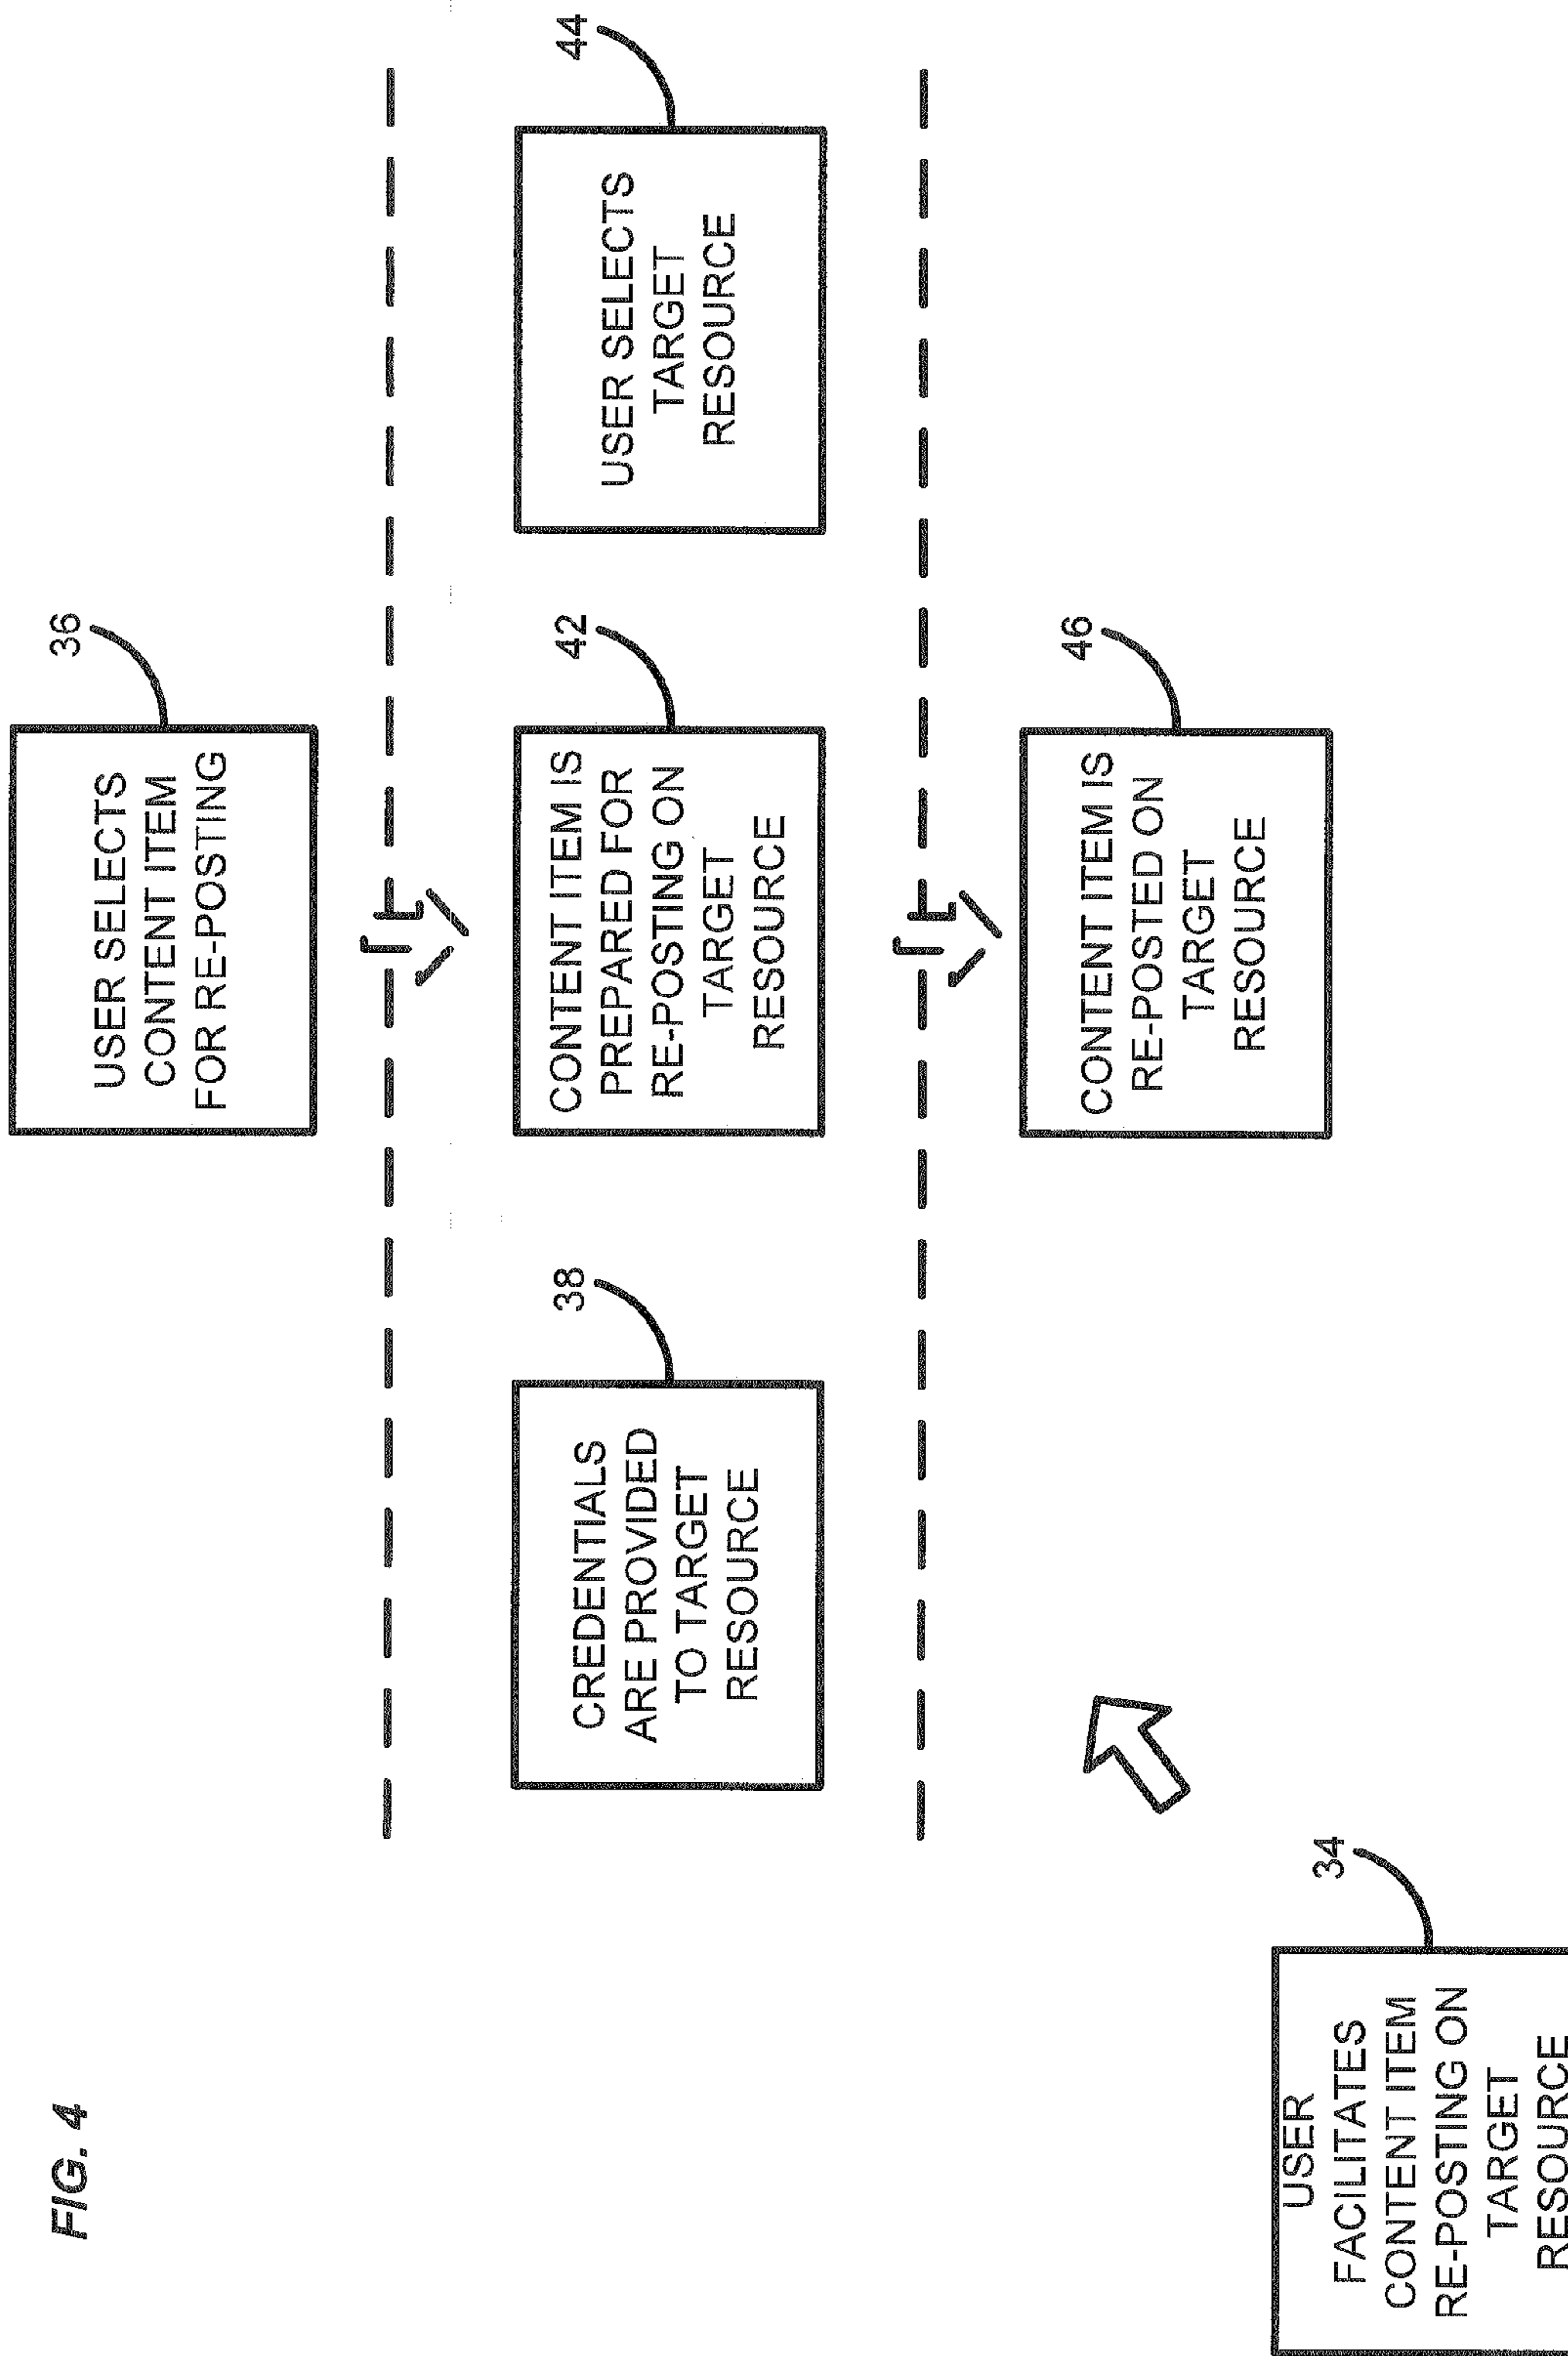 FIG. 4
36
USER SELECTS
CONTENT ITEM
FOR RE-POSTING
38
CREDENTIALS
ARE PROVIDED
TO TARGET
RESOURCE
42
CONTENT ITEM IS
PREPARED FOR
RE-POSTING ON
TARGET
RESOURCE
44
USER SELECTS
TARGET
RESOURCE
46
CONTENT ITEM IS
RE-POSTED ON
TARGET
RESOURCE
34
USER
FACILITATES
CONTENT ITEM
RE-POSTING ON
TARGET
RESOURCE